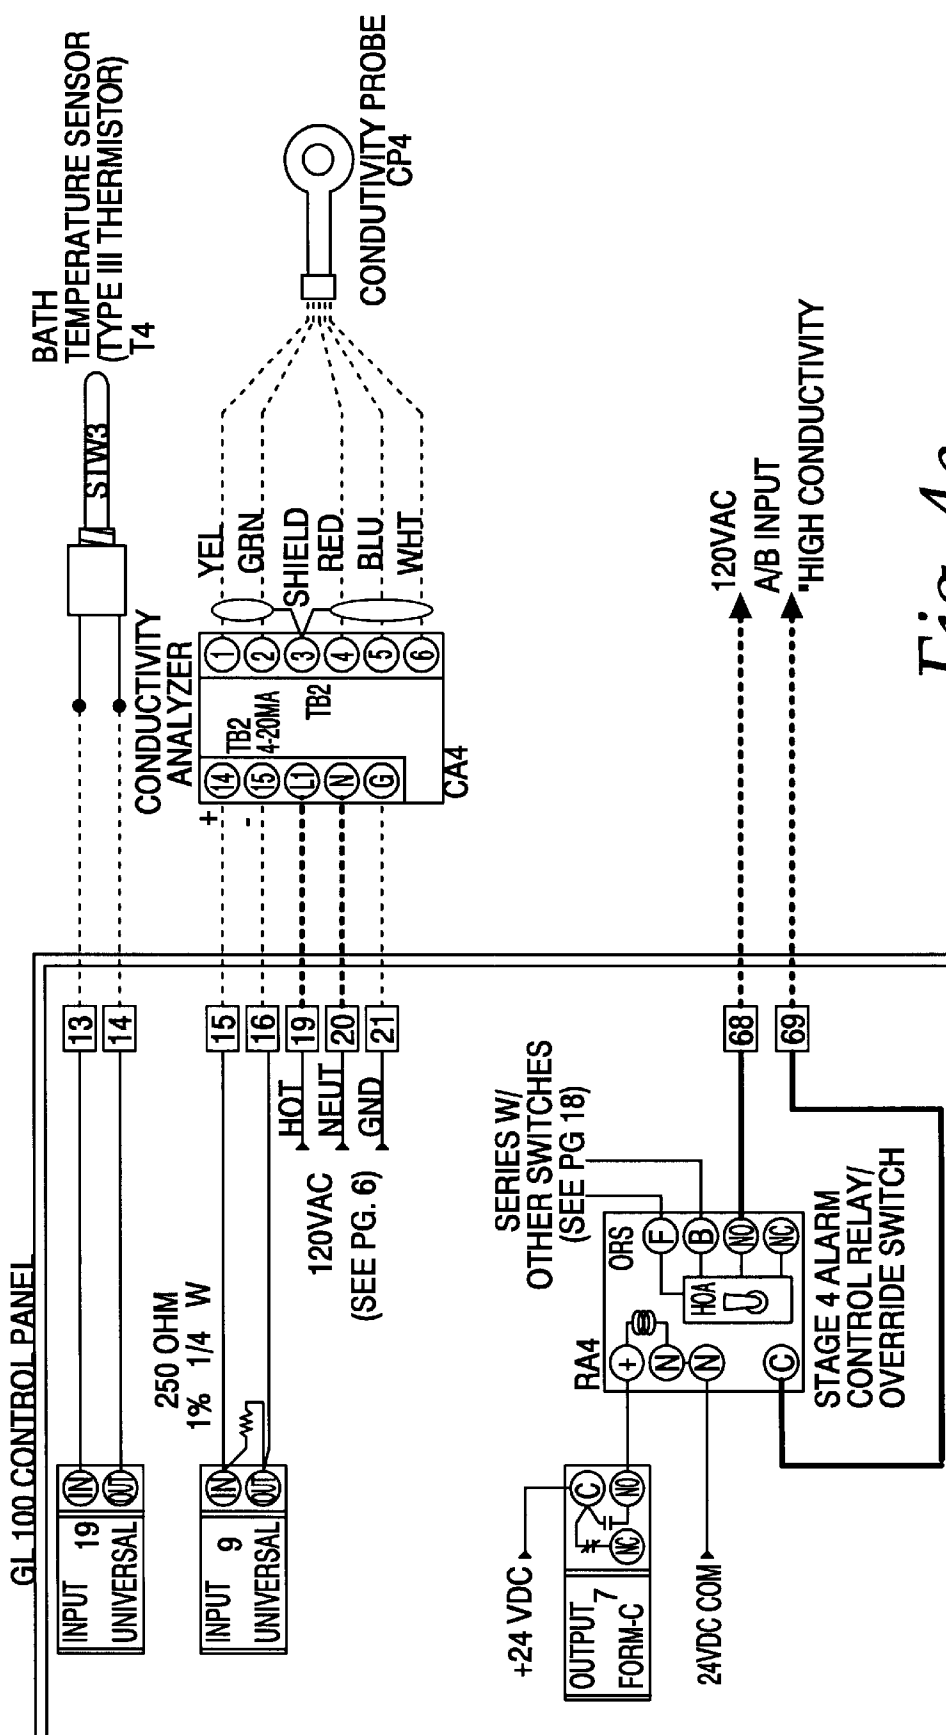 GL 100 CONTROL PANEL
INPUT 19
UNIVERSAL
IN
OUT
13
14
S1W3
BATH
TEMPERATURE SENSOR
(TYPE III THERMISTOR)
T4
INPUT 9
UNIVERSAL
IN
OUT
250 OHM
1% 1/4 W
15
16
19
20
21
HOT
NEUT
GND
120VAC
(SEE PG. 6)
CONDUCTIVITY
ANALYZER
+
-
14
15
L1
N
G
TB2
4-20MA
TB2
1
2
3
4
5
6
CA4
YEL
GRN
SHIELD
RED
BLU
WHT
CONDUTIVITY PROBE
CP4
+24 VDC
OUTPUT 7
FORM-C
C
NO
NC
24VDC COM
SERIES W/
OTHER SWITCHES
(SEE PG 18)
RA4
ORS
+
N
N
C
HOA
F
B
NO
NC
STAGE 4 ALARM
CONTROL RELAY/
OVERRIDE SWITCH
68
69
120VAC
A/B INPUT
"HIGH CONDUCTIVITY